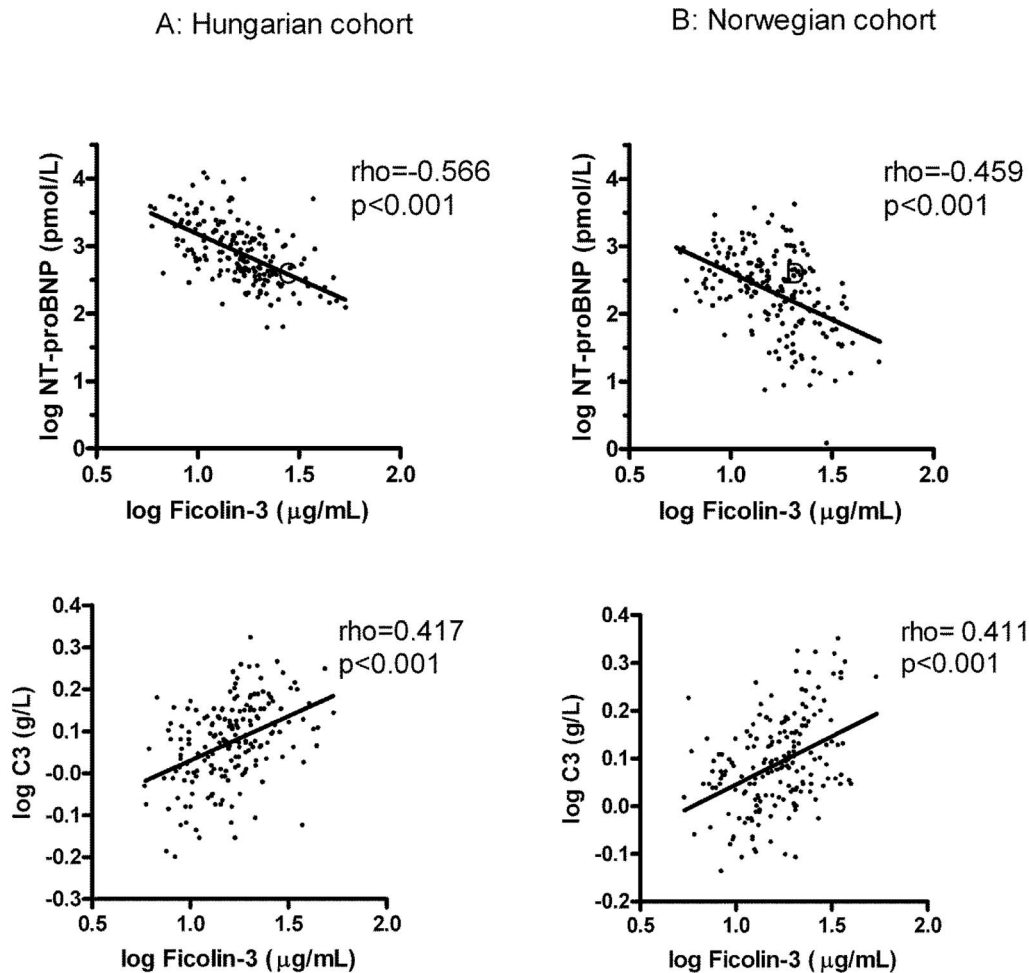 A: Hungarian cohort
B: Norwegian cohort
log NT-proBNP (pmol/L)
4
3
2
1
0
0.5 1.0 1.5 2.0
log Ficolin-3 (μg/mL)
rho=-0.566
p<0.001
log NT-proBNP (pmol/L)
4
3
2
1
0
0.5 1.0 1.5 2.0
log Ficolin-3 (μg/mL)
rho=-0.459
p<0.001
log C3 (g/L)
0.4
0.3
0.2
0.1
-0.0
-0.1
-0.2
-0.3
0.5 1.0 1.5 2.0
log Ficolin-3 (μg/mL)
rho=0.417
p<0.001
log C3 (g/L)
0.4
0.3
0.2
0.1
0.0
-0.1
-0.2
0.5 1.0 1.5 2.0
log Ficolin-3 (μg/mL)
rho= 0.411
p<0.001